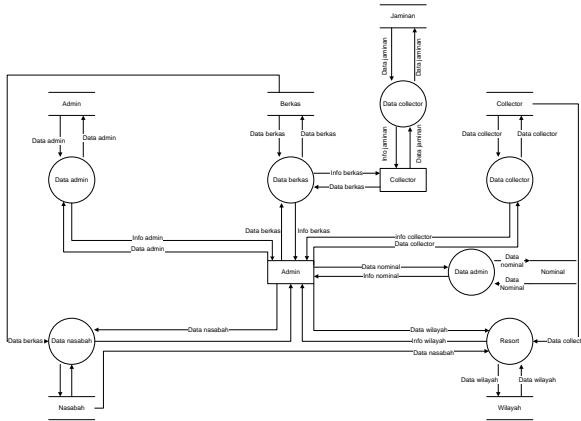 Jaminan
Data jaminan
Data jaminan
Admin
Berkas
Data collector
Collector
Data admin
Data admin
Data berkas
Data berkas
Info jaminan
Data jaminan
Data collector
Data collector
Data admin
Data berkas
Info berkas
Data berkas
Collector
Data collector
Info admin
Data admin
Data berkas
Info berkas
info collector
Data collector
Admin
Data nominal
Info nominal
Data admin
Data
nominal
Nominal
Data
Nominal
Data nasabah
Data wilayah
Data berkas
Data nasabah
Info wilayah
Resort
Data collect
Data nasabah
Data wilayah
Data wilayah
Nasabah
Wilayah